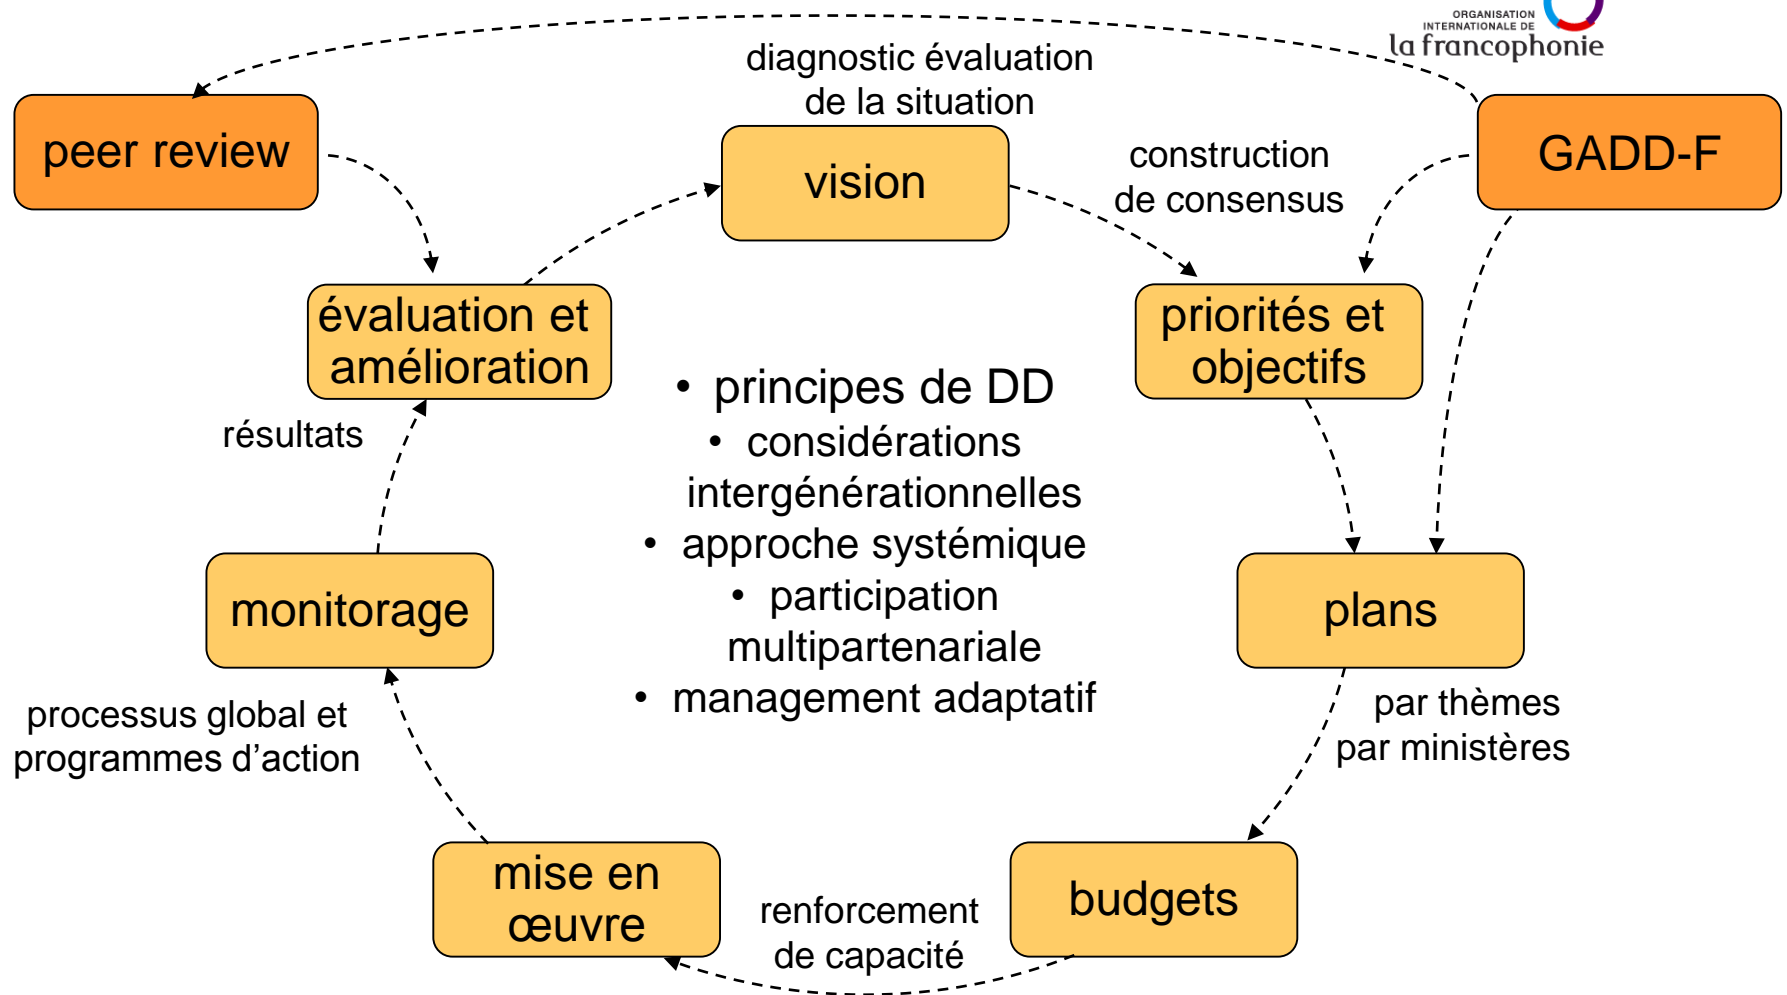 ORGANISATION
INTERNATIONALE DE
la francophonie
diagnostic évaluation
de la situation
peer review
vision
construction
de consensus
GADD-F
évaluation et
amélioration
priorités et
objectifs
• principes de DD
• considérations
intergénérationnelles
• approche systémique
• participation
multipartenariale
• management adaptatif
résultats
monitorage
plans
processus global et
programmes d’action
par thèmes
par ministères
mise en
œuvre
renforcement
de capacité
budgets